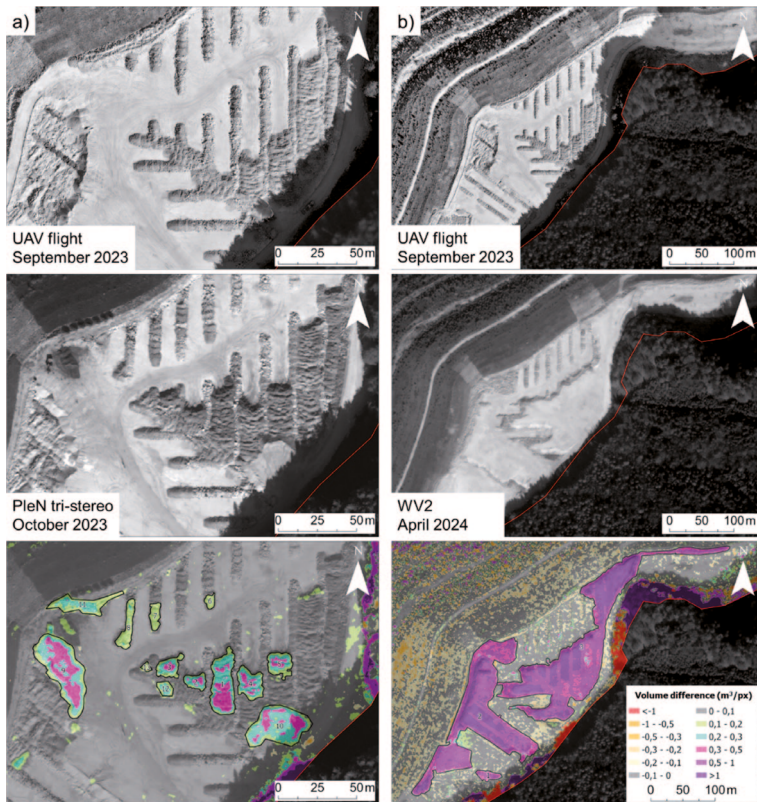 a)
b)
N
N
UAV flight
September 2023
0 25 50 m
UAV flight
September 2023
0 50 100 m
PleN tri-stereo
October 2023
0 25 50 m
WV2
April 2024
0 50 100 m
N
0 25 50 m
Volume difference (m³/px)
<-1
-1 - -0,5
-0,5 - -0,3
-0,3 - -0,2
-0,2 - -0,1
-0,1 - 0
0 - 0,1
0,1 - 0,2
0,2 - 0,3
0,3 - 0,5
0,5 - 1
>1
0 50 100 m